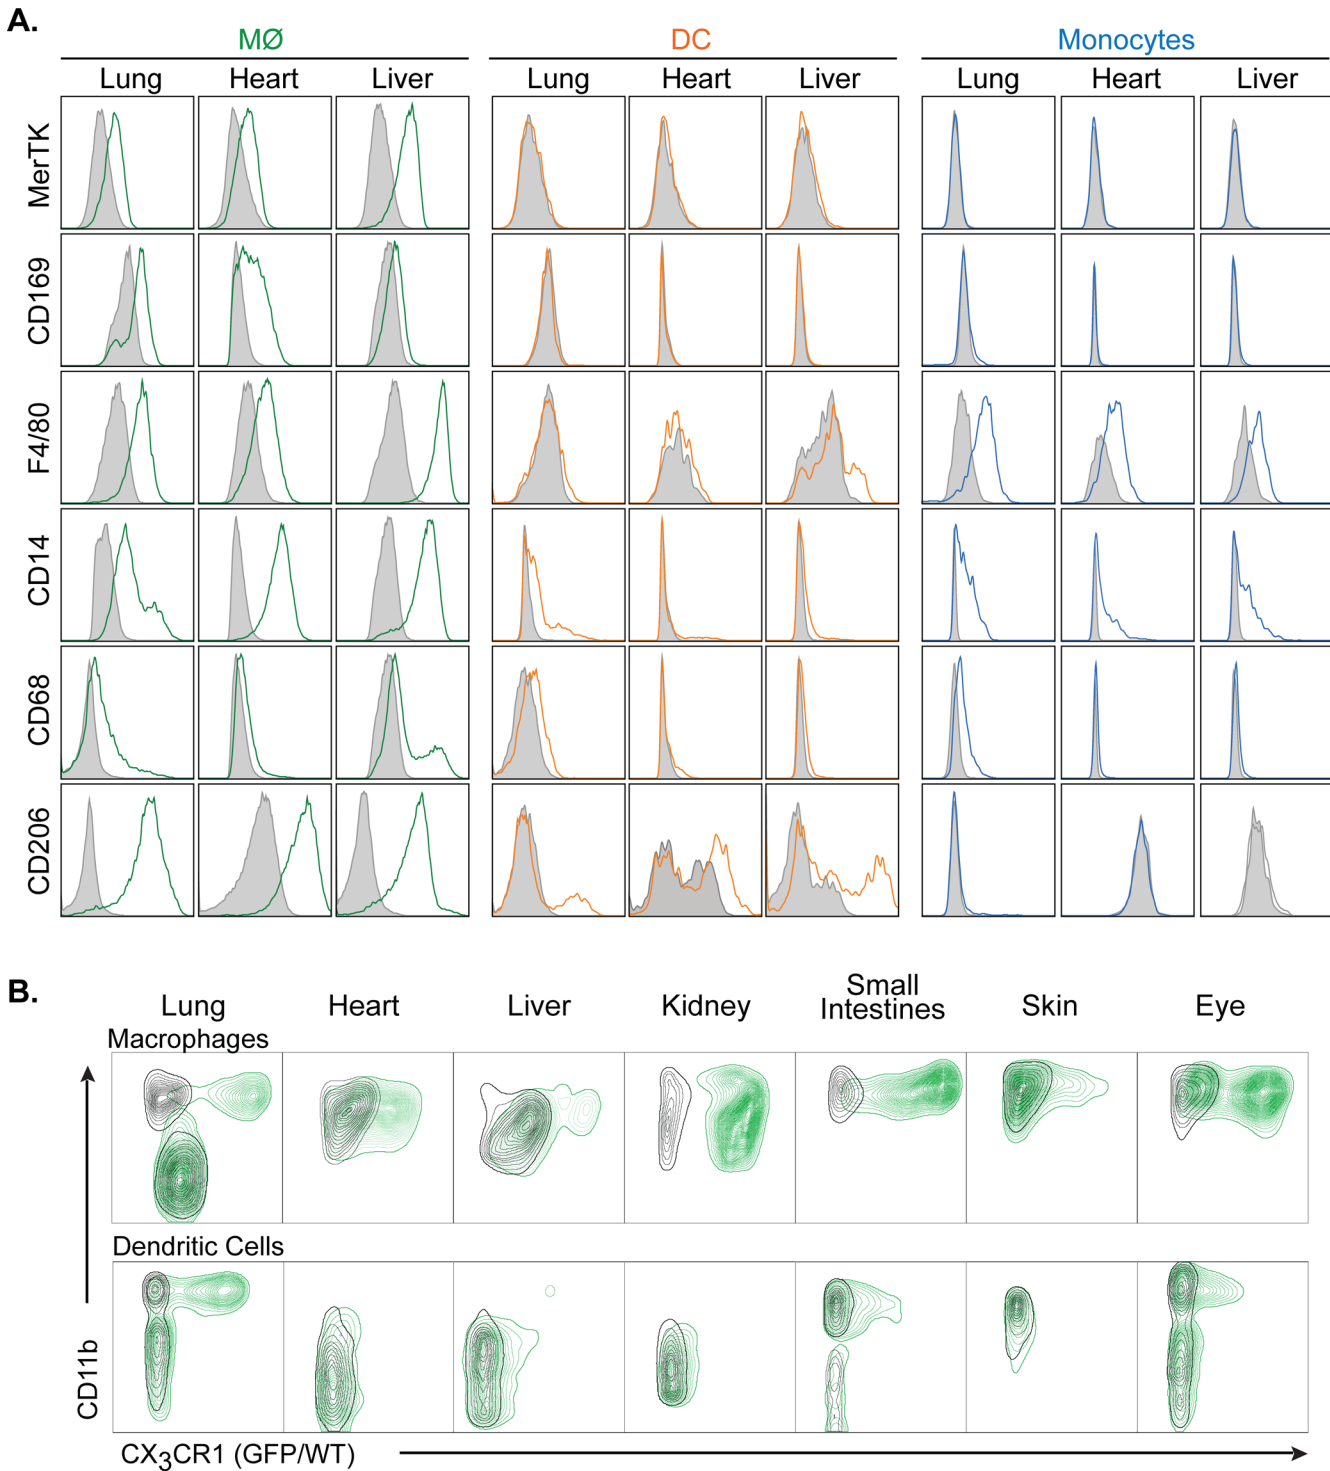 A.
MØ DC Monocytes
Lung Heart Liver Lung Heart Liver Lung Heart Liver
MerTK
CD169
F4/80
CD14
CD68
CD206
B.
Lung Heart Liver Kidney Small Intestines Skin Eye
Macrophages
Dendritic Cells
CD11b
CX3CR1 (GFP/WT)